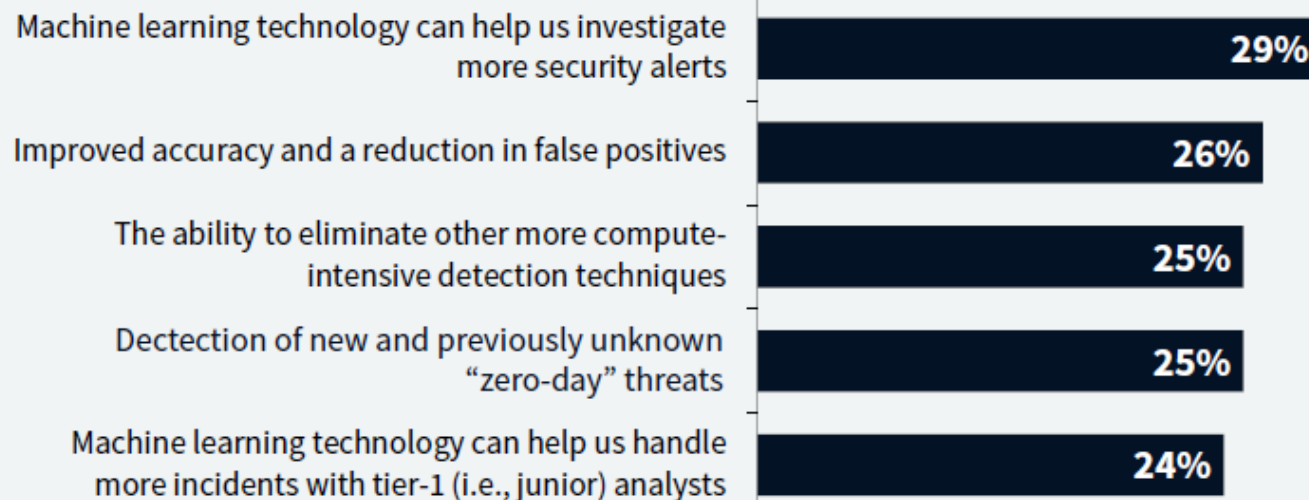 Machine learning technology can help us investigate
more security alerts
29%
Improved accuracy and a reduction in false positives
26%
The ability to eliminate other more compute-
intensive detection techniques
25%
Dectection of new and previously unknown
“zero-day” threats
25%
Machine learning technology can help us handle
more incidents with tier-1 (i.e., junior) analysts
24%